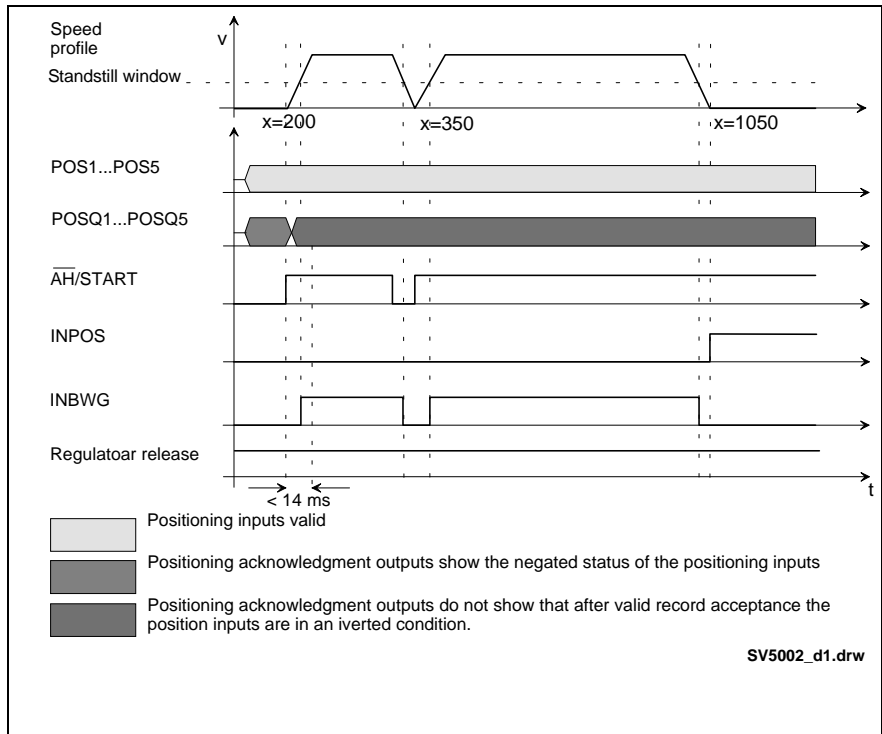 Speed
profile
v
Standstill window
x=200
x=350
x=1050
POS1...POS5
POSQ1...POSQ5
A̅H̅/START
INPOS
INBWG
Regulatoar release
t
< 14 ms
Positioning inputs valid
Positioning acknowledgment outputs show the negated status of the positioning inputs
Positioning acknowledgment outputs do not show that after valid record acceptance the
position inputs are in an iverted condition.
SV5002_d1.drw